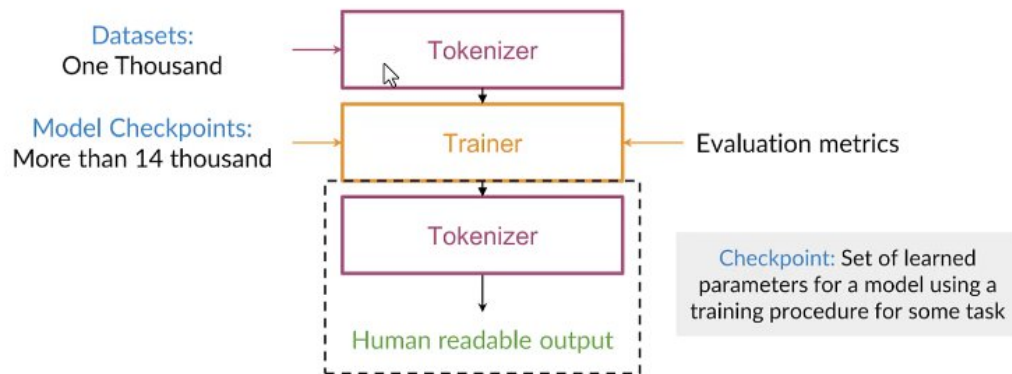 Datasets:
One Thousand
Tokenizer
Model Checkpoints:
More than 14 thousand
Trainer
Evaluation metrics
Tokenizer
Checkpoint: Set of learned
parameters for a model using a
training procedure for some task
Human readable output